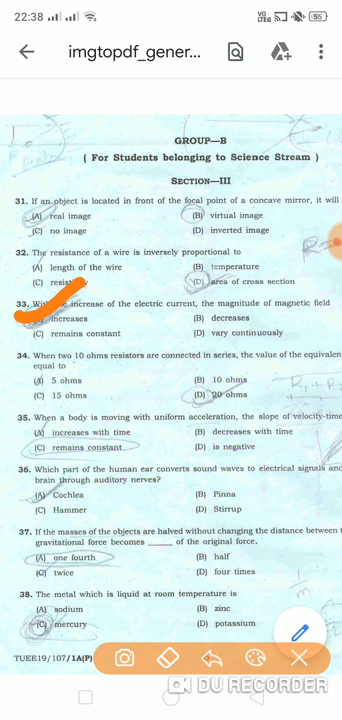 22:38
VO LTEB
55
imgtopdf_gener...
GROUP—B
( For Students belonging to Science Stream )
SECTION—III
31. If an object is located in front of the focal point of a concave mirror, it will
(A) real image (B) virtual image
(C) no image (D) inverted image
32. The resistance of a wire is inversely proportional to
(A) length of the wire (B) temperature
(C) (D) area of cross section
33. increase of the electric current, the magnitude of magnetic field
increases (B) decreases
(C) remains constant (D) vary continuously
34. When two 10 ohms resistors are connected in series, the value of the equivalen
equal to
(A) 5 ohms (B) 10 ohms
(C) 15 ohms (D) 20 ohms
35. When a body is moving with uniform acceleration, the slope of velocity-time
(A) increases with time (B) decreases with time
(C) remains constant (D) is negative
36. Which part of the human ear converts sound waves to electrical signals and
brain through auditory nerves?
(A) Cochlea (B) Pinna
(C) Hammer (D) Stirrup
37. If the masses of the objects are halved without changing the distance between t
gravitational force becomes _____ of the original force.
(A) one fourth (B) half
(C) twice (D) four times
38. The metal which is liquid at room temperature is
(A) sodium (B) zinc
(C) mercury (D) potassium
TUEE19/107/1A(P)
DU RECORDER